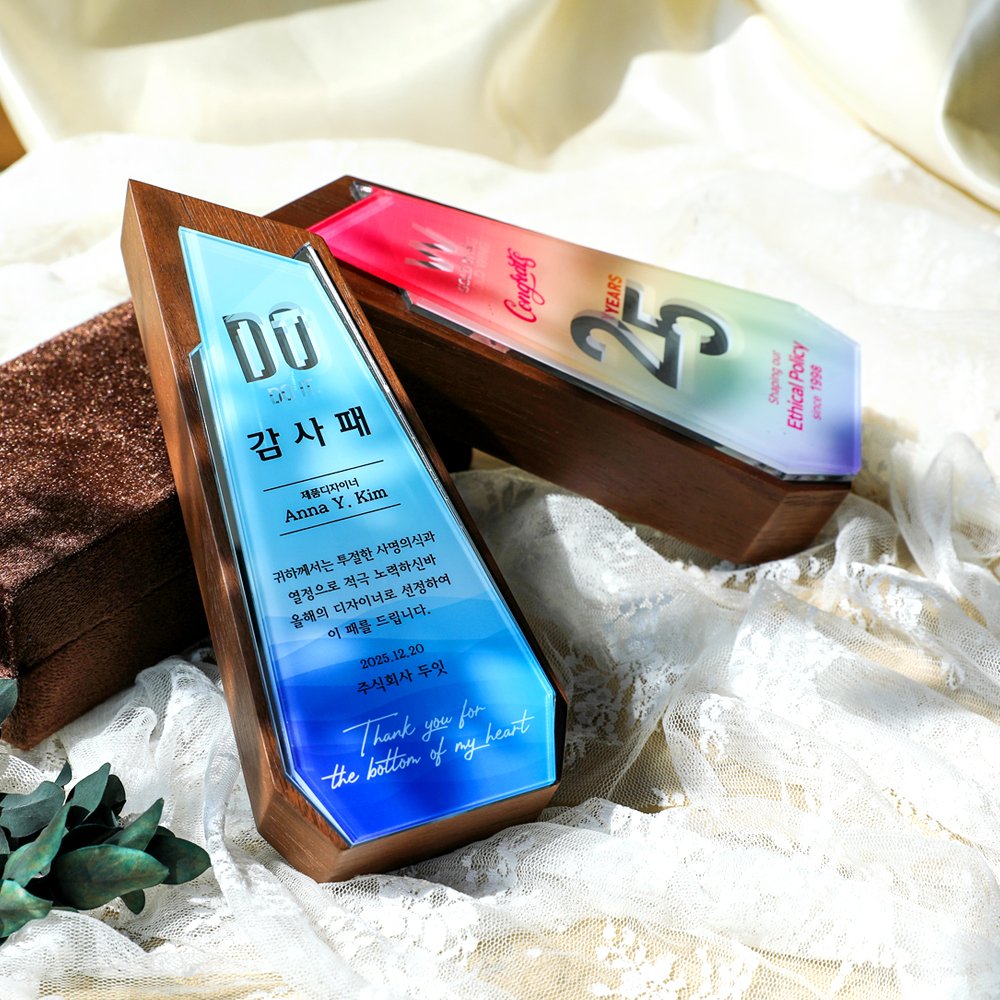 DO
감사패
제품디자이너
Anna Y. Kim
귀하께서는 투절한 사명의식과
열정으로 적극 노력하신바
올해의 디자이너로 선정하여
이 패를 드립니다.
2025.12.20
주식회사 두잇
Thank you for
the bottom of my heart
Congrats
25 YEARS
Shaping our
Ethical Policy
since 1998